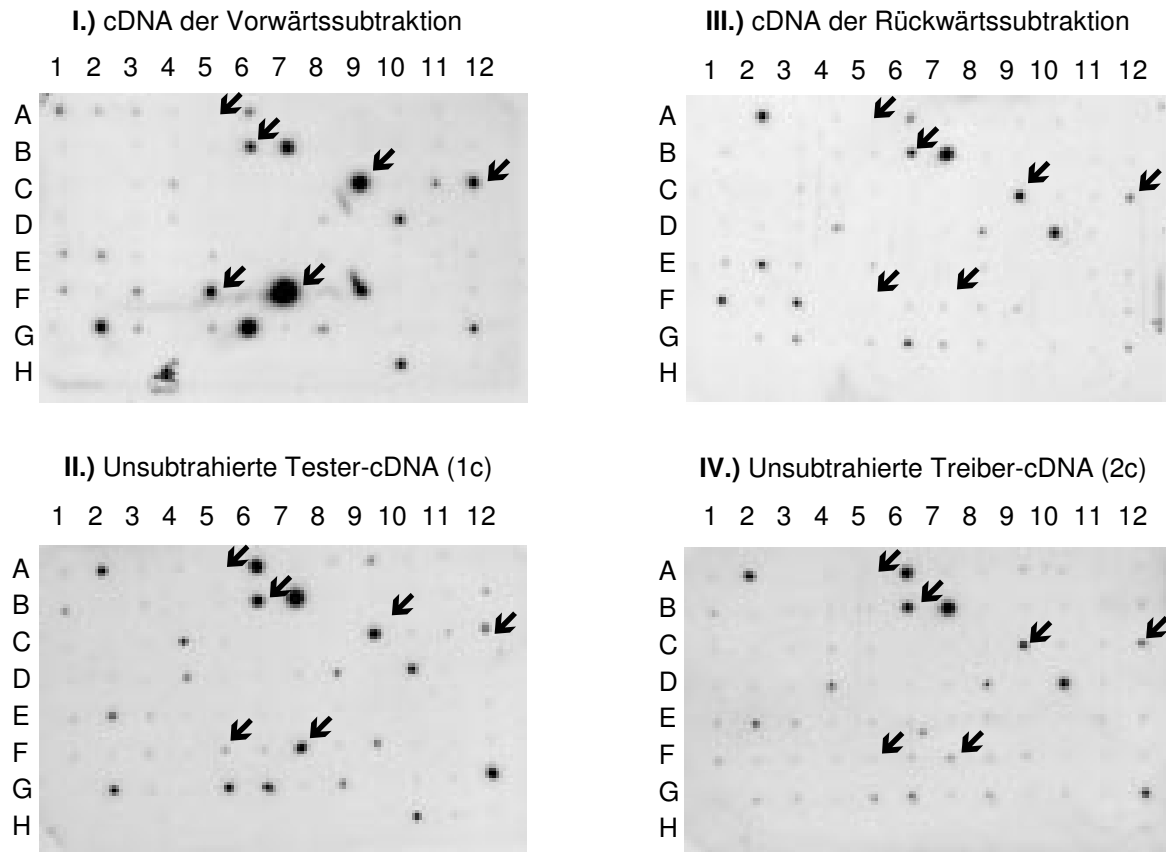 I.) cDNA der Vorwärtssubtraktion
1 2 3 4 5 6 7 8 9 10 11 12
A
B
C
D
E
F
G
H
III.) cDNA der Rückwärtssubtraktion
1 2 3 4 5 6 7 8 9 10 11 12
A
B
C
D
E
F
G
H
II.) Unsubtrahierte Tester-cDNA (1c)
1 2 3 4 5 6 7 8 9 10 11 12
A
B
C
D
E
F
G
H
IV.) Unsubtrahierte Treiber-cDNA (2c)
1 2 3 4 5 6 7 8 9 10 11 12
A
B
C
D
E
F
G
H